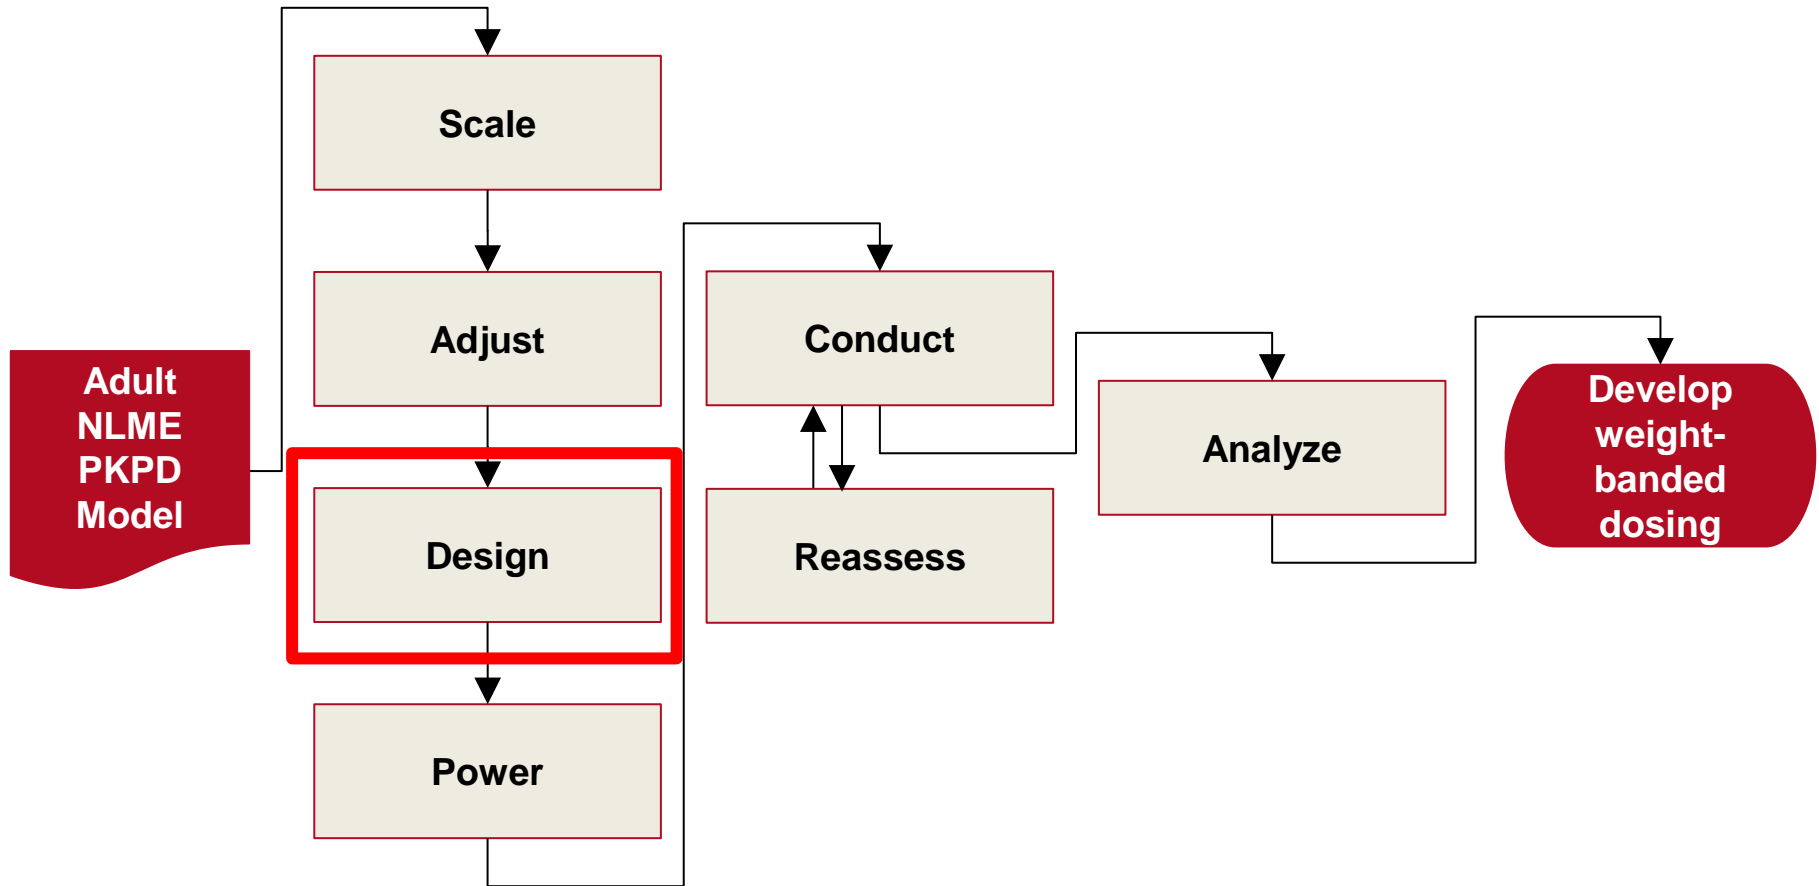 Adult
NLME
PKPD
Model
Scale
Adjust
Design
Power
Conduct
Reassess
Analyze
Develop
weight-
banded
dosing